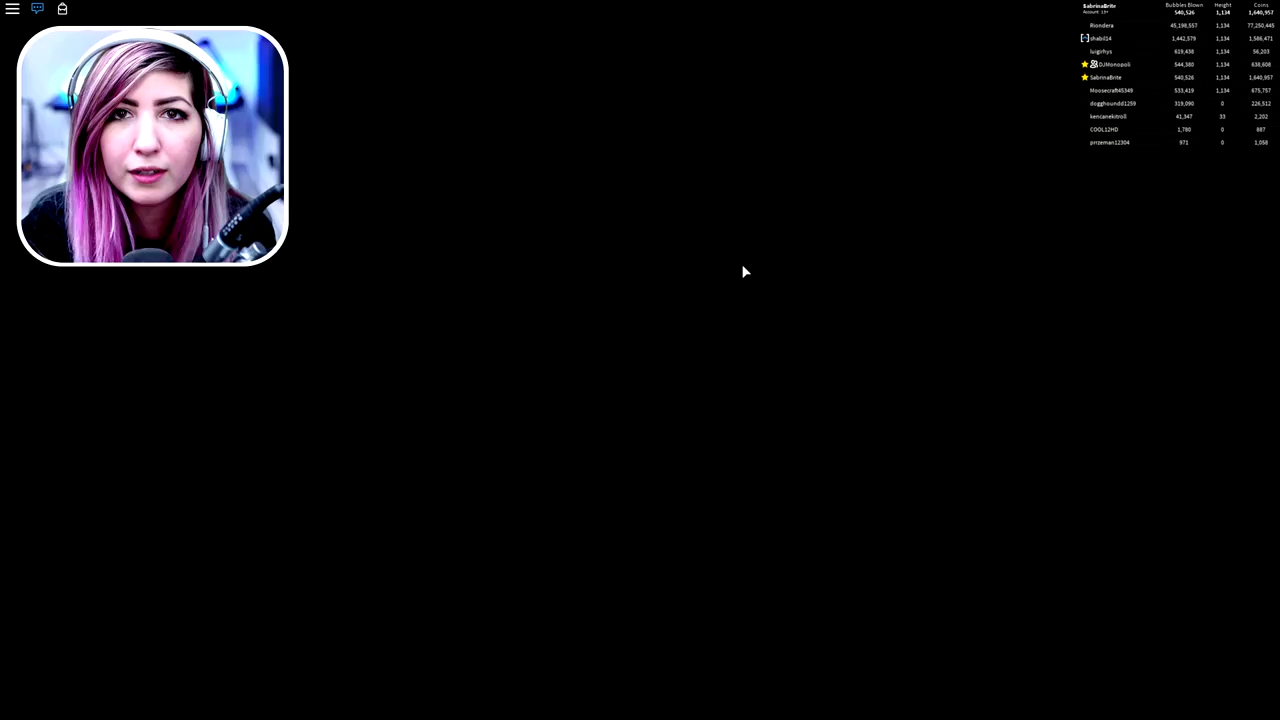 SabrinaBrite Bubbles Blown Height Coins
Account: 13+ 540,526 1,134 1,640,957
Riondera 45,198,557 1,134 77,250,445
shabil14 1,442,579 1,134 1,586,471
luigirhys 619,438 1,134 56,203
DJMonopoli 544,380 1,134 638,608
SabrinaBrite 540,526 1,134 1,640,957
Moosecraft45349 533,419 1,134 675,757
dogghoundd1259 319,090 0 226,512
kencanekitroll 41,347 33 2,202
COOL12HD 1,780 0 887
przeman12304 971 0 1,058